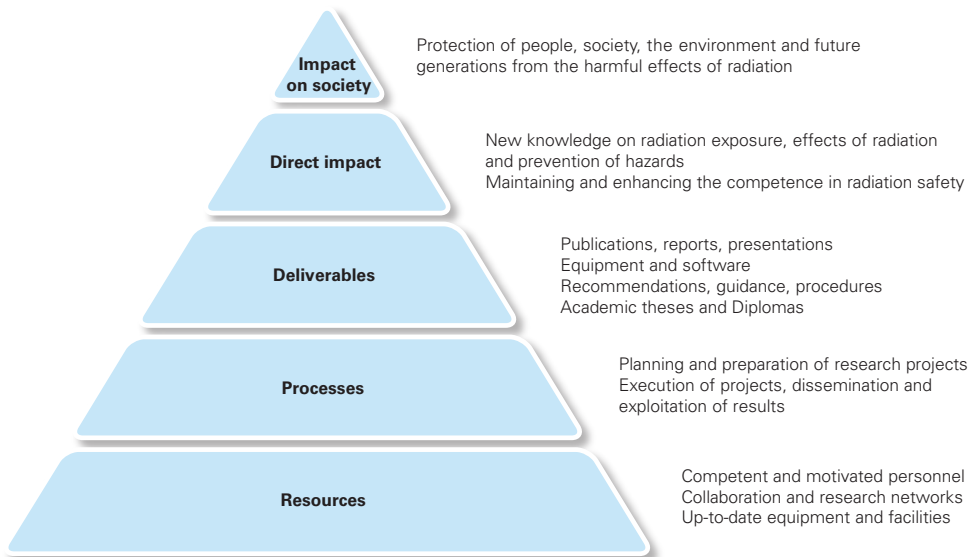 Impact
on society
Protection of people, society, the environment and future
generations from the harmful effects of radiation
Direct impact
New knowledge on radiation exposure, effects of radiation
and prevention of hazards
Maintaining and enhancing the competence in radiation safety
Deliverables
Publications, reports, presentations
Equipment and software
Recommendations, guidance, procedures
Academic theses and Diplomas
Processes
Planning and preparation of research projects
Execution of projects, dissemination and
exploitation of results
Resources
Competent and motivated personnel
Collaboration and research networks
Up-to-date equipment and facilities